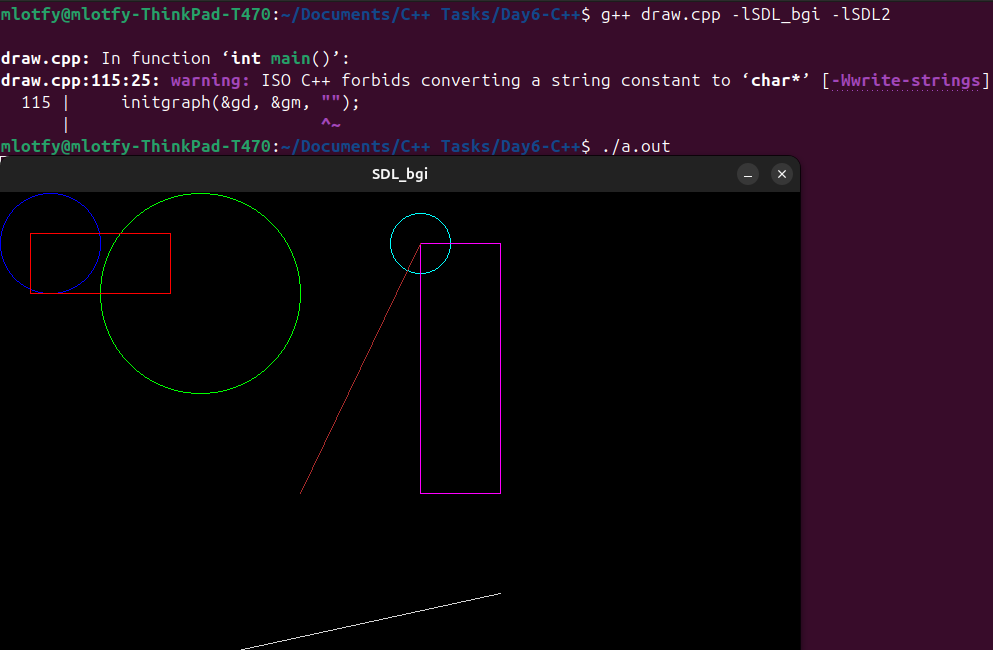 mlotfy@mlotfy-ThinkPad-T470:~/Documents/C++ Tasks/Day6-C++$ g++ draw.cpp -lSDL_bgi -lSDL2
draw.cpp: In function ‘int main()’:
draw.cpp:115:25: warning: ISO C++ forbids converting a string constant to ‘char*’ [-Wwrite-strings]
  115 |     initgraph(&gd, &gm, "");
      |                         ^~
mlotfy@mlotfy-ThinkPad-T470:~/Documents/C++ Tasks/Day6-C++$ ./a.out
SDL_bgi